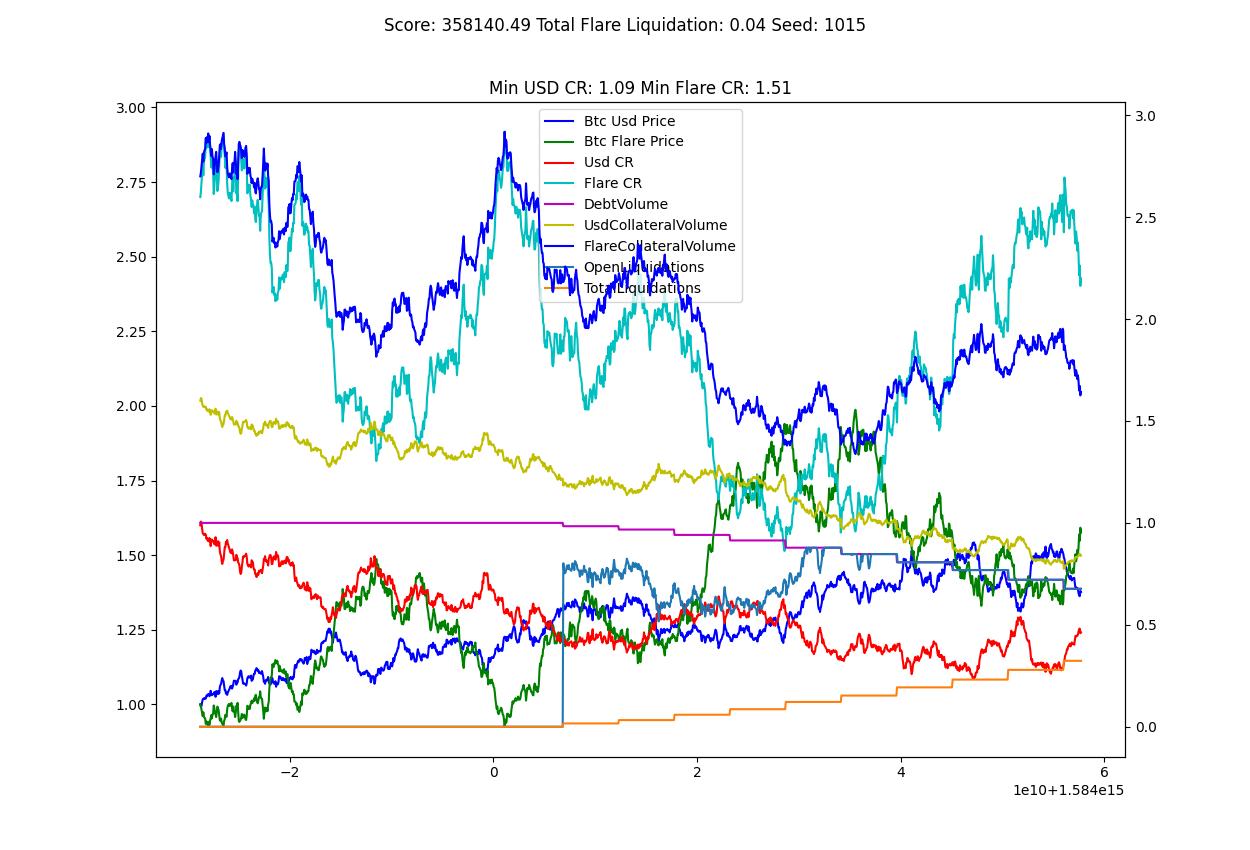 Score: 358140.49 Total Flare Liquidation: 0.04 Seed: 1015
Min USD CR: 1.09 Min Flare CR: 1.51
3.00
2.75
2.50
2.25
2.00
1.75
1.50
1.25
1.00
Btc Usd Price
Btc Flare Price
Usd CR
Flare CR
DebtVolume
UsdCollateralVolume
FlareCollateralVolume
OpenLiquidations
TotalLiquidations
3.0
2.5
2.0
1.5
1.0
0.5
0.0
−2 0 2 4 6
1e10+1.584e15